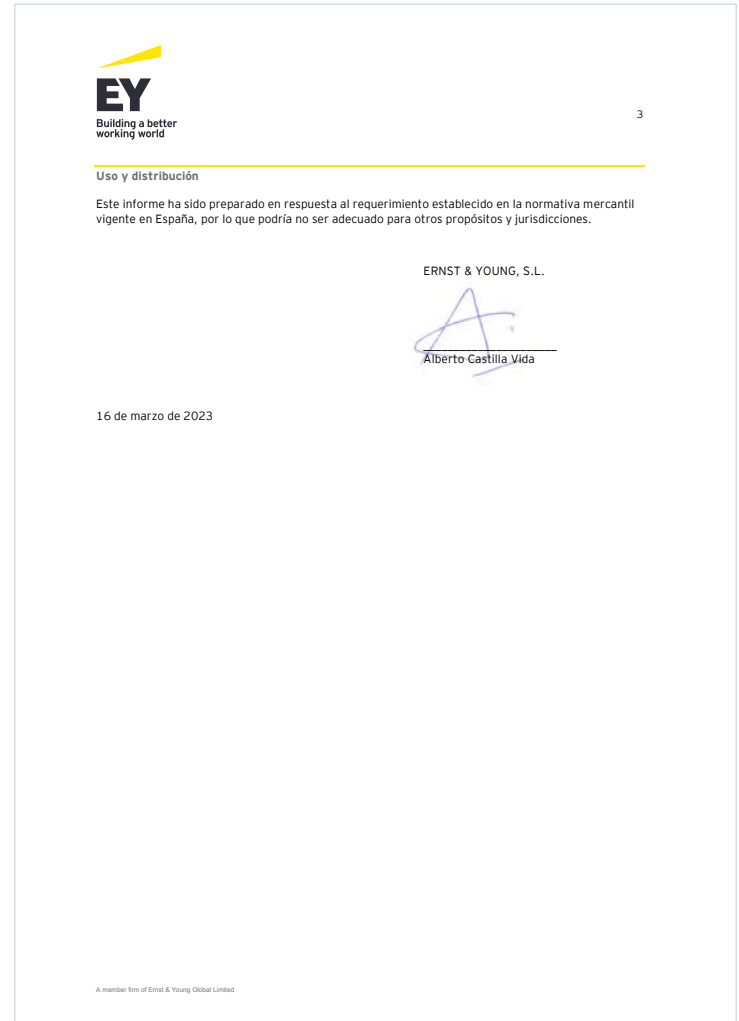 EY
Building a better
working world
3
Uso y distribución
Este informe ha sido preparado en respuesta al requerimiento establecido en la normativa mercantil
vigente en España, por lo que podría no ser adecuado para otros propósitos y jurisdicciones.
ERNST & YOUNG, S.L.
Alberto Castilla Vida
16 de marzo de 2023
A member firm of Ernst & Young Global Limited